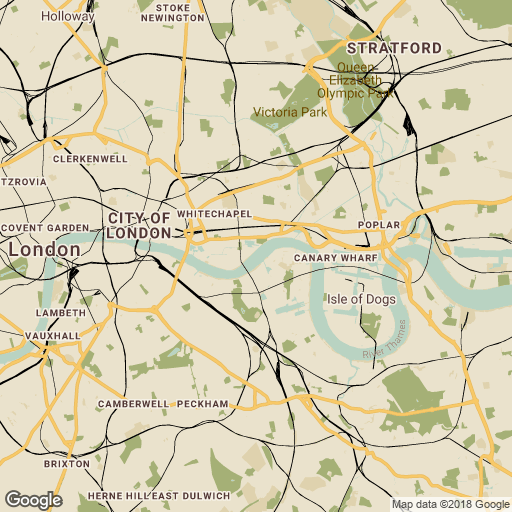 Holloway
STOKE
NEWINGTON
STRATFORD
Queen
Elizabeth
Olympic Park
Victoria Park
CLERKENWELL
TZROVIA
WHITECHAPEL
CITY OF
LONDON
COVENT GARDEN
POPLAR
London
CANARY WHARF
Isle of Dogs
LAMBETH
VAUXHALL
River Thames
CAMBERWELL
PECKHAM
BRIXTON
HERNE HILL
EAST DULWICH
Google
Map data ©2018 Google